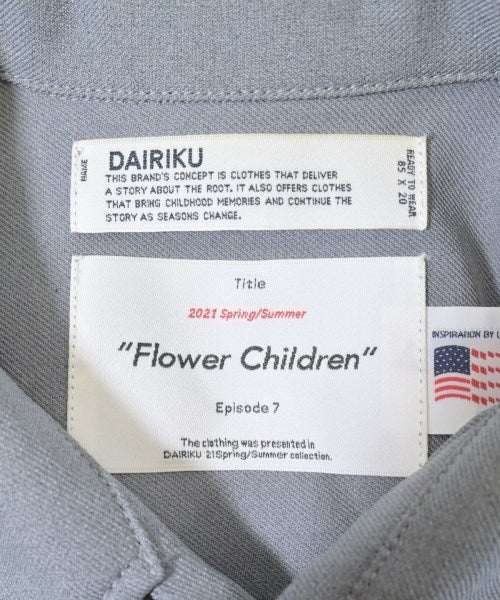 NAME
DAIRIKU
THIS BRAND'S CONCEPT IS CLOTHES THAT DELIVER
A STORY ABOUT THE ROOT. IT ALSO OFFERS CLOTHES
THAT BRING CHILDHOOD MEMORIES AND CONTINUE THE
STORY AS SEASONS CHANGE.
READY TO WEAR
85 X 20
Title
2021 Spring/Summer
"Flower Children"
Episode 7
The clothing was presented in
DAIRIKU 21Spring/Summer collection.
INSPIRATION BY